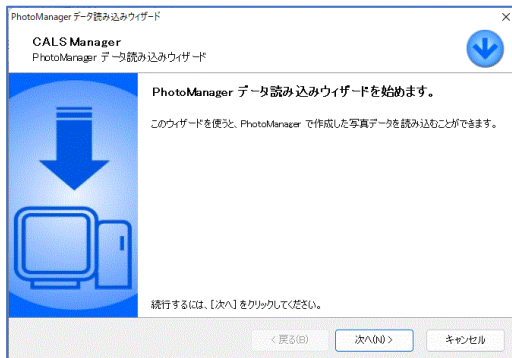 PhotoManager データ読み込みウィザード
CALS Manager
PhotoManager データ読み込みウィザード
PhotoManager データ読み込みウィザードを始めます。
このウィザードを使うと、PhotoManager で作成した写真データを読み込むことができます。
続行するには、[次へ] をクリックしてください。
< 戻る(B)
次へ(N) >
キャンセル